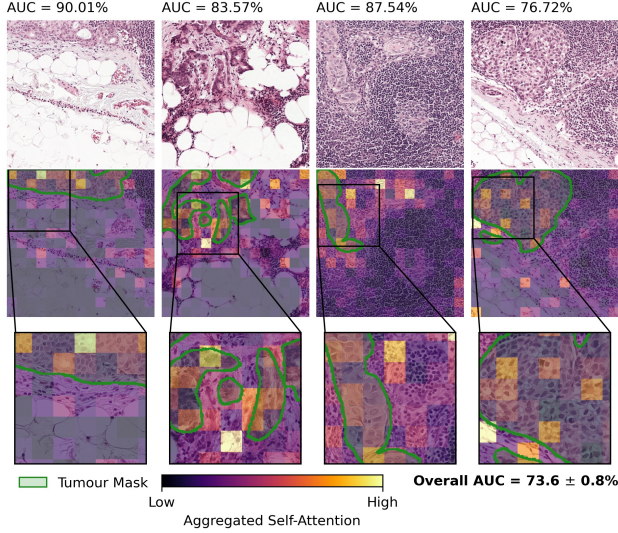 AUC = 90.01%
AUC = 83.57%
AUC = 87.54%
AUC = 76.72%
Tumour Mask
Low
High
Aggregated Self-Attention
Overall AUC = 73.6 ± 0.8%